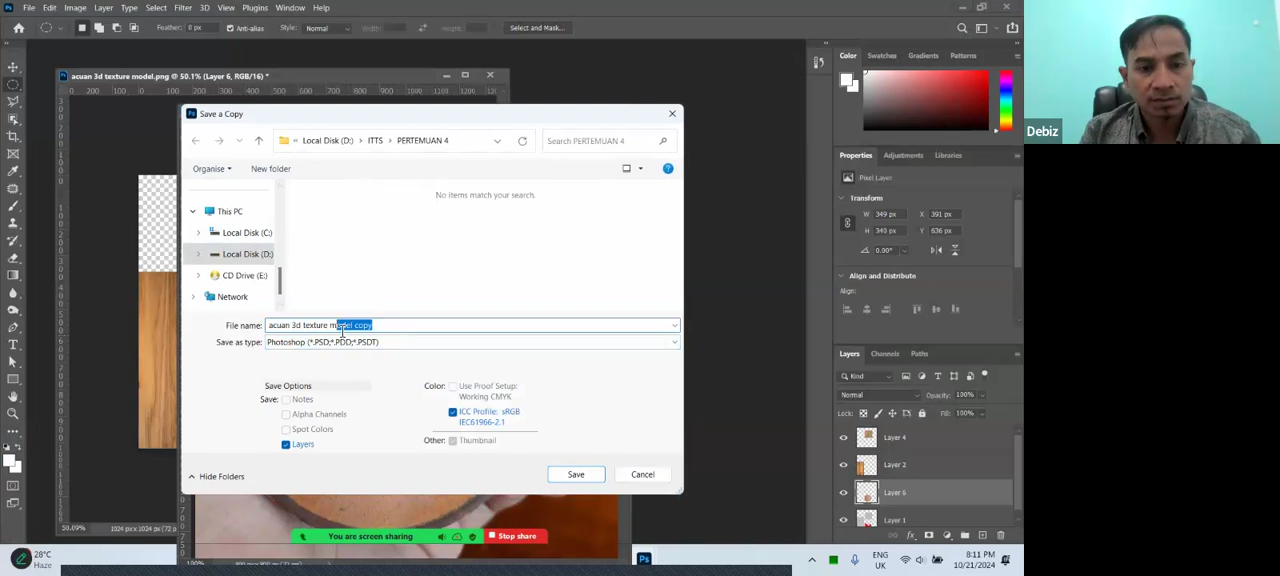 File Edit Image Layer Type Select Filter 3D View Plugins Window Help
Feather: 0 px Anti-alias Style: Normal Width: Height: Select and Mask...
acuan 3d texture model.png @ 50.1% (Layer 6, RGB/16) *
Save a Copy
Local Disk (D:) ITTS PERTEMUAN 4
Search PERTEMUAN 4
Organise New folder
No items match your search.
This PC
Local Disk (C:)
Local Disk (D:)
CD Drive (E:)
Network
File name: acuan 3d texture model copy
Save as type: Photoshop (*.PSD;*.PDD;*.PSDT)
Save Options
Save: Notes
Alpha Channels
Spot Colors
Layers
Color: Use Proof Setup:
Working CMYK
ICC Profile: sRGB
IEC61966-2.1
Other: Thumbnail
Hide Folders
Save Cancel
You are screen sharing Stop share
Color Swatches Gradients Patterns
Properties Adjustments Libraries
Pixel Layer
Transform
W 349 px X 391 px
H 340 px Y 636 px
0.00°
Align and Distribute
Align:
Layers Channels Paths
Kind
Normal Opacity: 100%
Lock: Fill: 100%
Layer 4
Layer 2
Layer 6
Layer 1
Debiz
28°C
Haze
ENG
UK
8:11 PM
10/21/2024